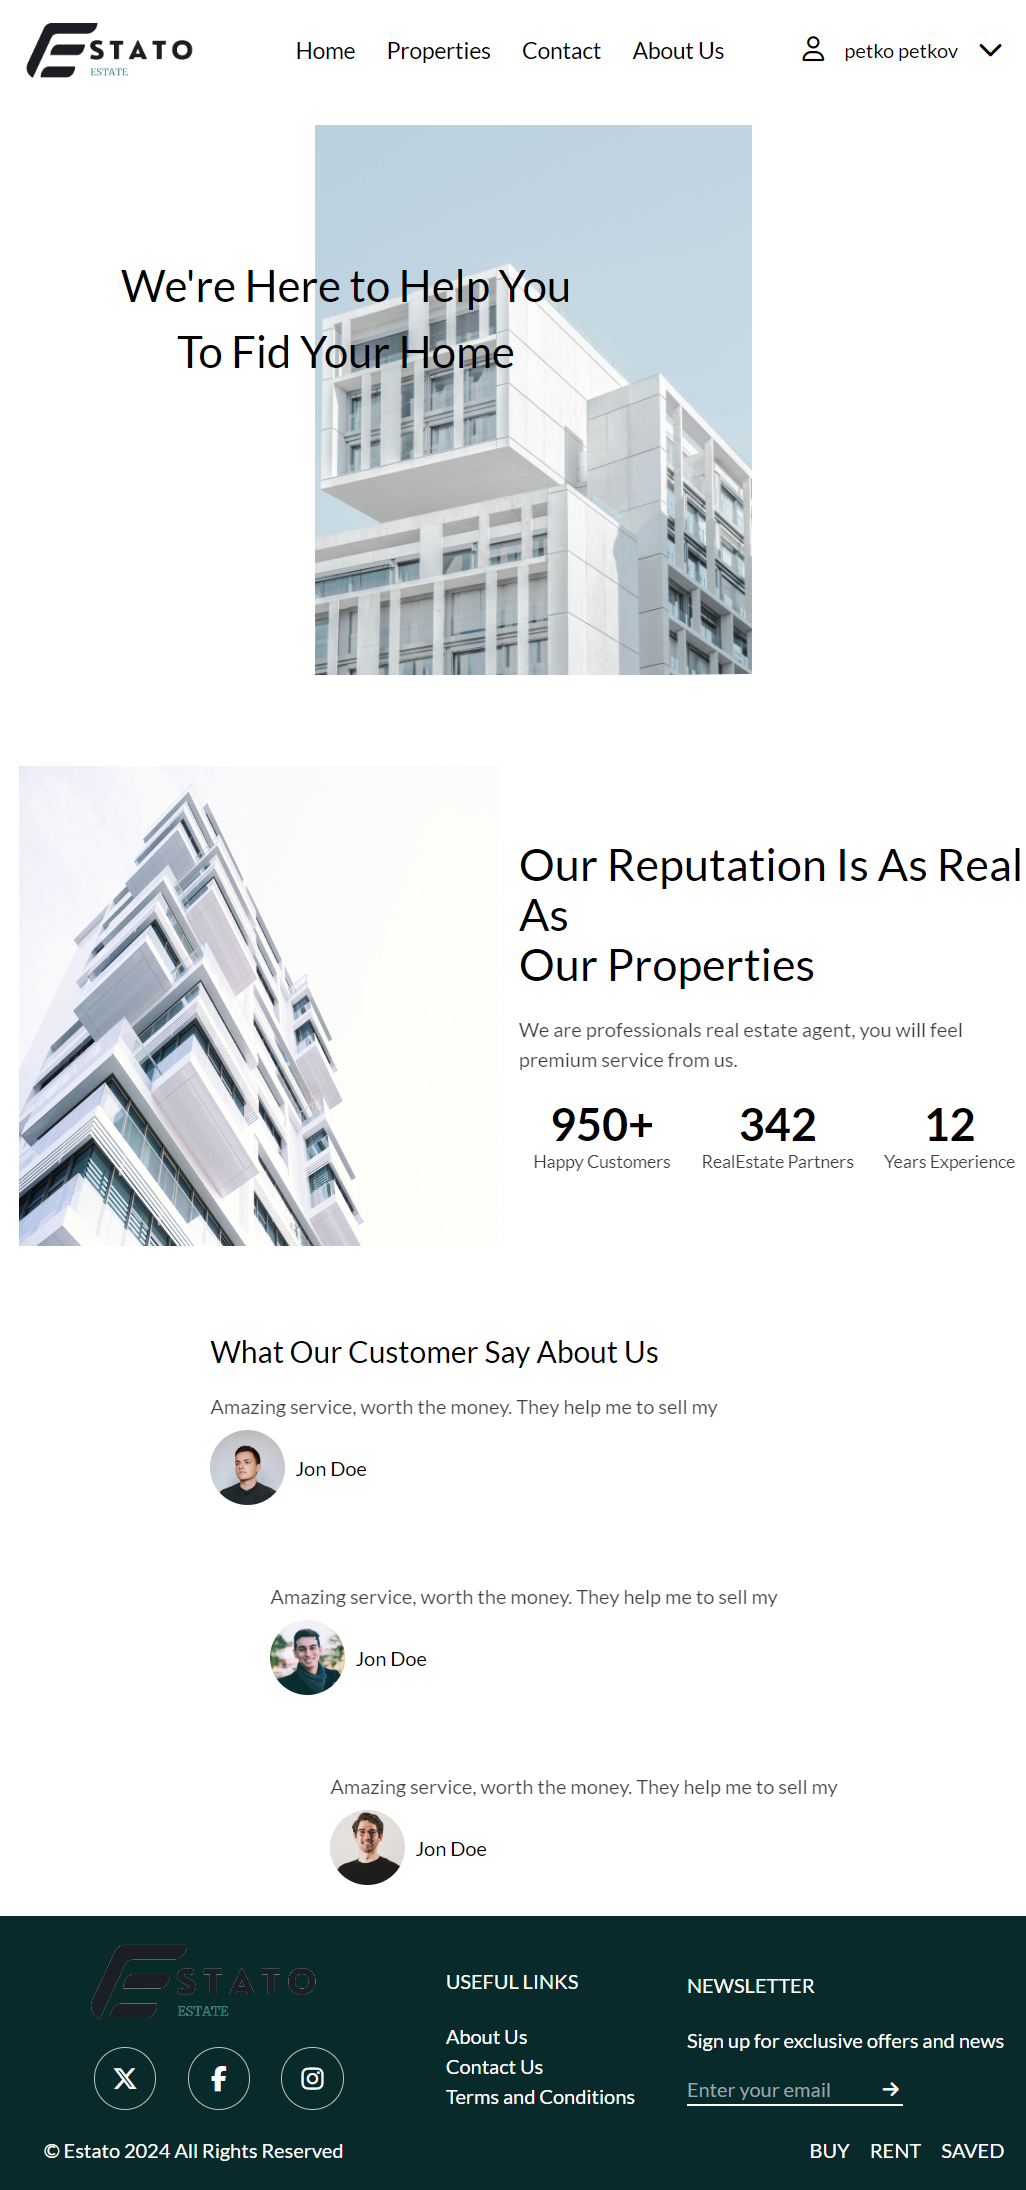 ESTATO
ESTATE
Home Properties Contact About Us
petko petkov
We're Here to Help You
To Fid Your Home
Our Reputation Is As Real
As
Our Properties
We are professionals real estate agent, you will feel
premium service from us.
950+ 342 12
Happy Customers RealEstate Partners Years Experience
What Our Customer Say About Us
Amazing service, worth the money. They help me to sell my
Jon Doe
Amazing service, worth the money. They help me to sell my
Jon Doe
Amazing service, worth the money. They help me to sell my
Jon Doe
ESTATO
ESTATE
USEFUL LINKS
About Us
Contact Us
Terms and Conditions
NEWSLETTER
Sign up for exclusive offers and news
Enter your email
© Estato 2024 All Rights Reserved
BUY RENT SAVED